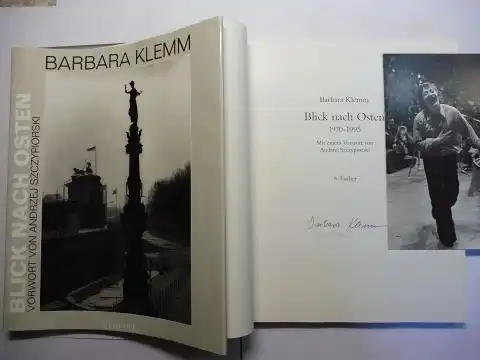 BARBARA KLEMM
BLICK NACH OSTEN
VORWORT VON ANDRZEJ SZCZYPIORSKI
Barbara Klemm
Blick nach Osten
1970–1995
Mit einem Vorwort von
Andrzej Szczypiorski
S. Fischer
Barbara Klemm